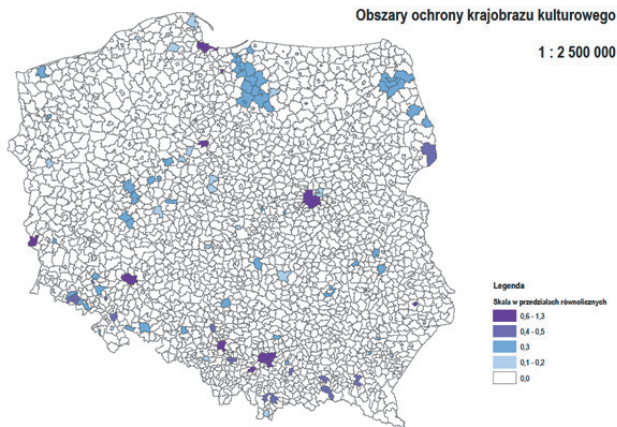 Obszary ochrony krajobrazu kulturowego
1 : 2 500 000
Legenda
Skala w przedziałach równolicznych
0,6 - 1,3
0,4 - 0,5
0,3
0,1 - 0,2
0,0